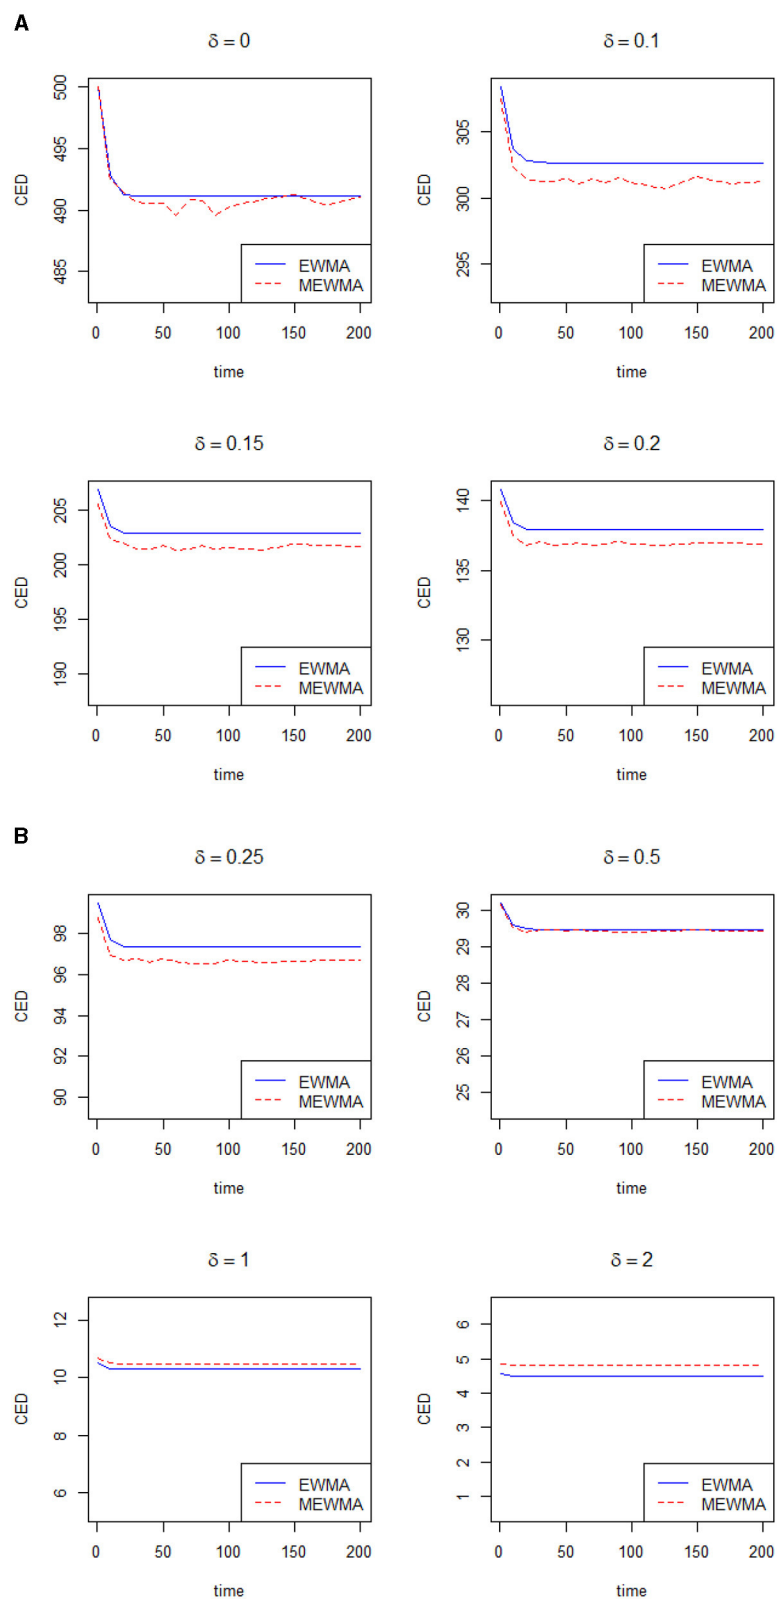 A
δ = 0
δ = 0.1
CED
485 490 495 500
EWMA
MEWMA
0 50 100 150 200
time
CED
295 300 305
EWMA
MEWMA
0 50 100 150 200
time
δ = 0.15
δ = 0.2
CED
190 195 200 205
EWMA
MEWMA
0 50 100 150 200
time
CED
130 135 140
EWMA
MEWMA
0 50 100 150 200
time
B
δ = 0.25
δ = 0.5
CED
90 92 94 96 98
EWMA
MEWMA
0 50 100 150 200
time
CED
25 26 27 28 29 30
EWMA
MEWMA
0 50 100 150 200
time
δ = 1
δ = 2
CED
6 8 10 12
EWMA
MEWMA
0 50 100 150 200
time
CED
1 2 3 4 5 6
EWMA
MEWMA
0 50 100 150 200
time